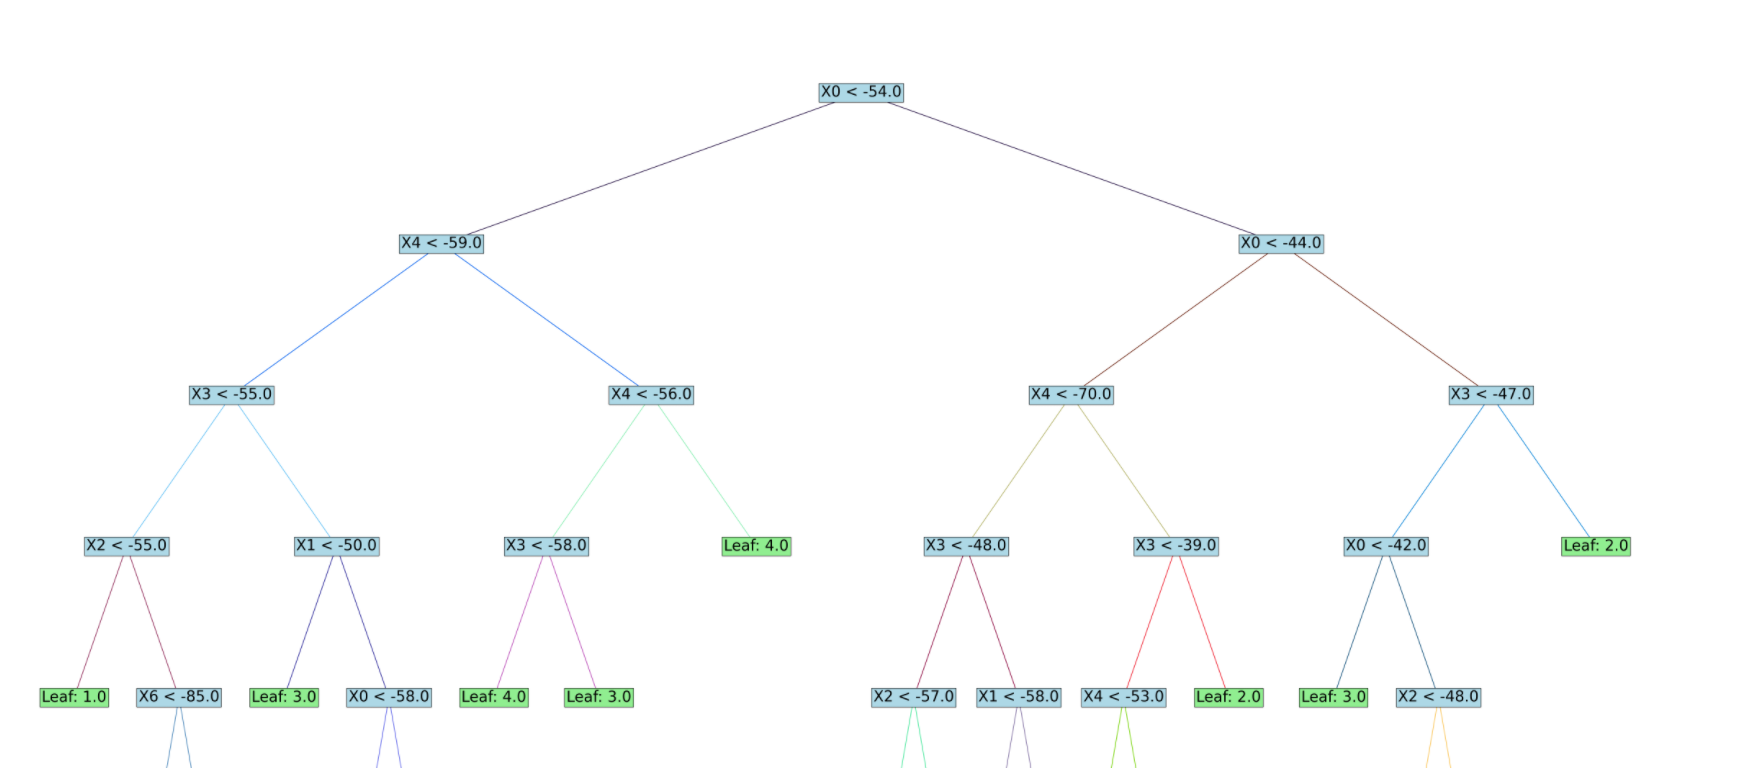 X0 < -54.0
X4 < -59.0
X0 < -44.0
X3 < -55.0
X4 < -56.0
X4 < -70.0
X3 < -47.0
X2 < -55.0
X1 < -50.0
X3 < -58.0
Leaf: 4.0
X3 < -48.0
X3 < -39.0
X0 < -42.0
Leaf: 2.0
Leaf: 1.0
X6 < -85.0
Leaf: 3.0
X0 < -58.0
Leaf: 4.0
Leaf: 3.0
X2 < -57.0
X1 < -58.0
X4 < -53.0
Leaf: 2.0
Leaf: 3.0
X2 < -48.0